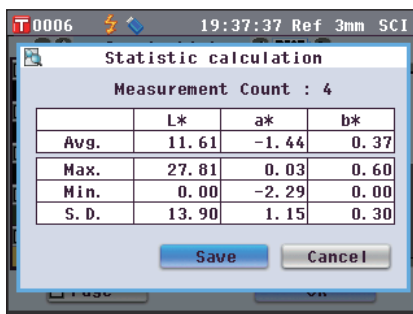 T 0006 19:37:37 Ref 3mm SCI
Statistic calculation
Measurement Count : 4
L* a* b*
Avg. 11.61 -1.44 0.37
Max. 27.81 0.03 0.60
Min. 0.00 -2.29 0.00
S.D. 13.90 1.15 0.30
Save Cancel